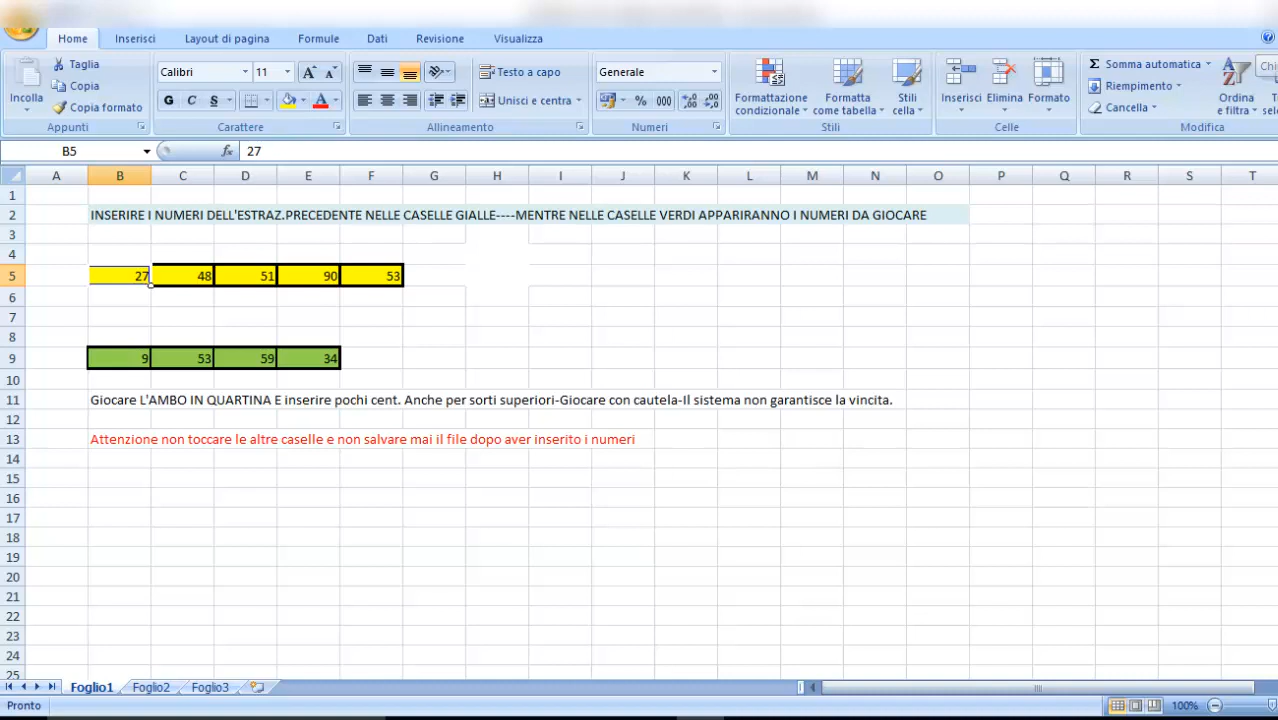 Home Inserisci Layout di pagina Formule Dati Revisione Visualizza
Incolla
Taglia
Copia
Copia formato
Appunti
Calibri 11
G C S
Carattere
Testo a capo
Unisci e centra
Allineamento
Generale
% 000
Numeri
Formattazione condizionale
Formatta come tabella
Stili cella
Stili
Inserisci Elimina Formato
Celle
Σ Somma automatica
Riempimento
Cancella
Ordina e filtra
Modifica
B5 fx 27
A B C D E F G H I J K L M N O P Q R S T
1
2 INSERIRE I NUMERI DELL'ESTRAZ.PRECEDENTE NELLE CASELLE GIALLE----MENTRE NELLE CASELLE VERDI APPARIRANNO I NUMERI DA GIOCARE
3
4
5 27 48 51 90 53
6
7
8
9 9 53 59 34
10
11 Giocare L'AMBO IN QUARTINA E inserire pochi cent. Anche per sorti superiori-Giocare con cautela-Il sistema non garantisce la vincita.
12
13 Attenzione non toccare le altre caselle e non salvare mai il file dopo aver inserito i numeri
14
15
16
17
18
19
20
21
22
23
24
25
Foglio1 Foglio2 Foglio3
Pronto 100%